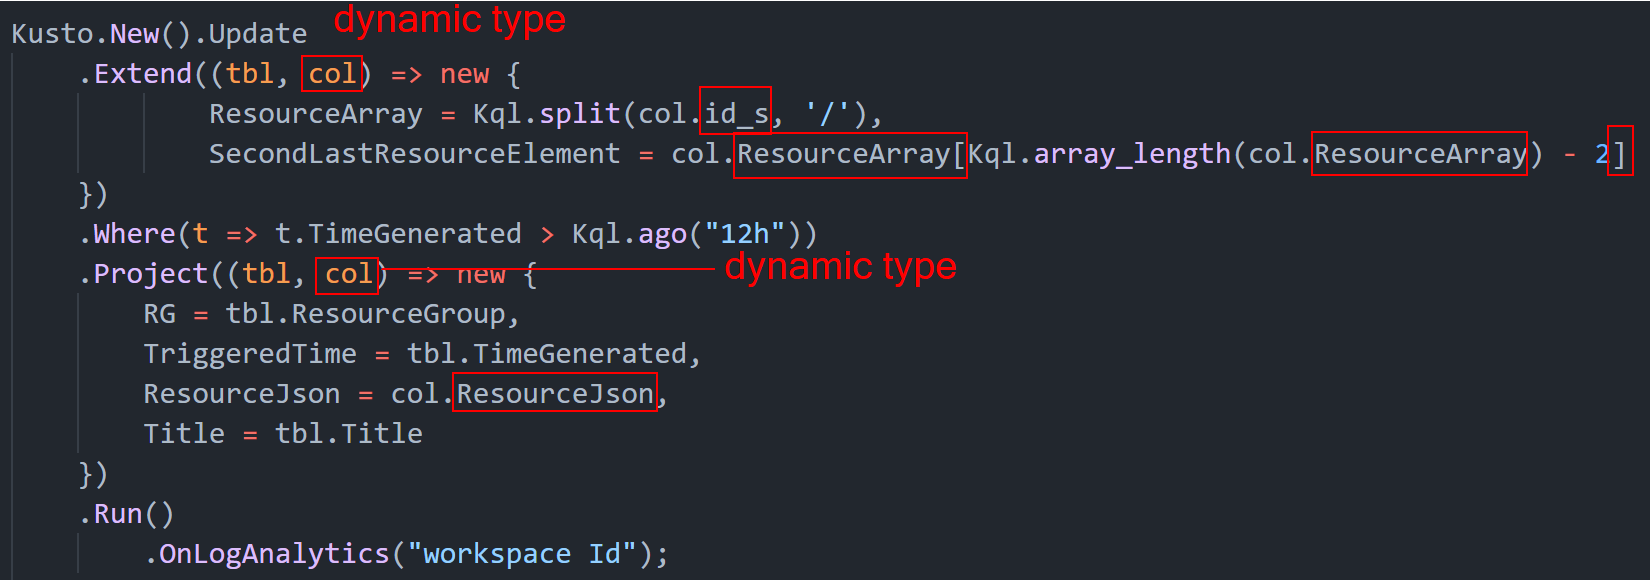 dynamic type
Kusto.New().Update
.Extend((tbl, col) => new {
ResourceArray = Kql.split(col.id_s, '/'),
SecondLastResourceElement = col.ResourceArray[Kql.array_length(col.ResourceArray) - 2]
})
.Where(t => t.TimeGenerated > Kql.ago("12h"))
.Project((tbl, col) => new {
dynamic type
RG = tbl.ResourceGroup,
TriggeredTime = tbl.TimeGenerated,
ResourceJson = col.ResourceJson,
Title = tbl.Title
})
.Run()
.OnLogAnalytics("workspace Id");